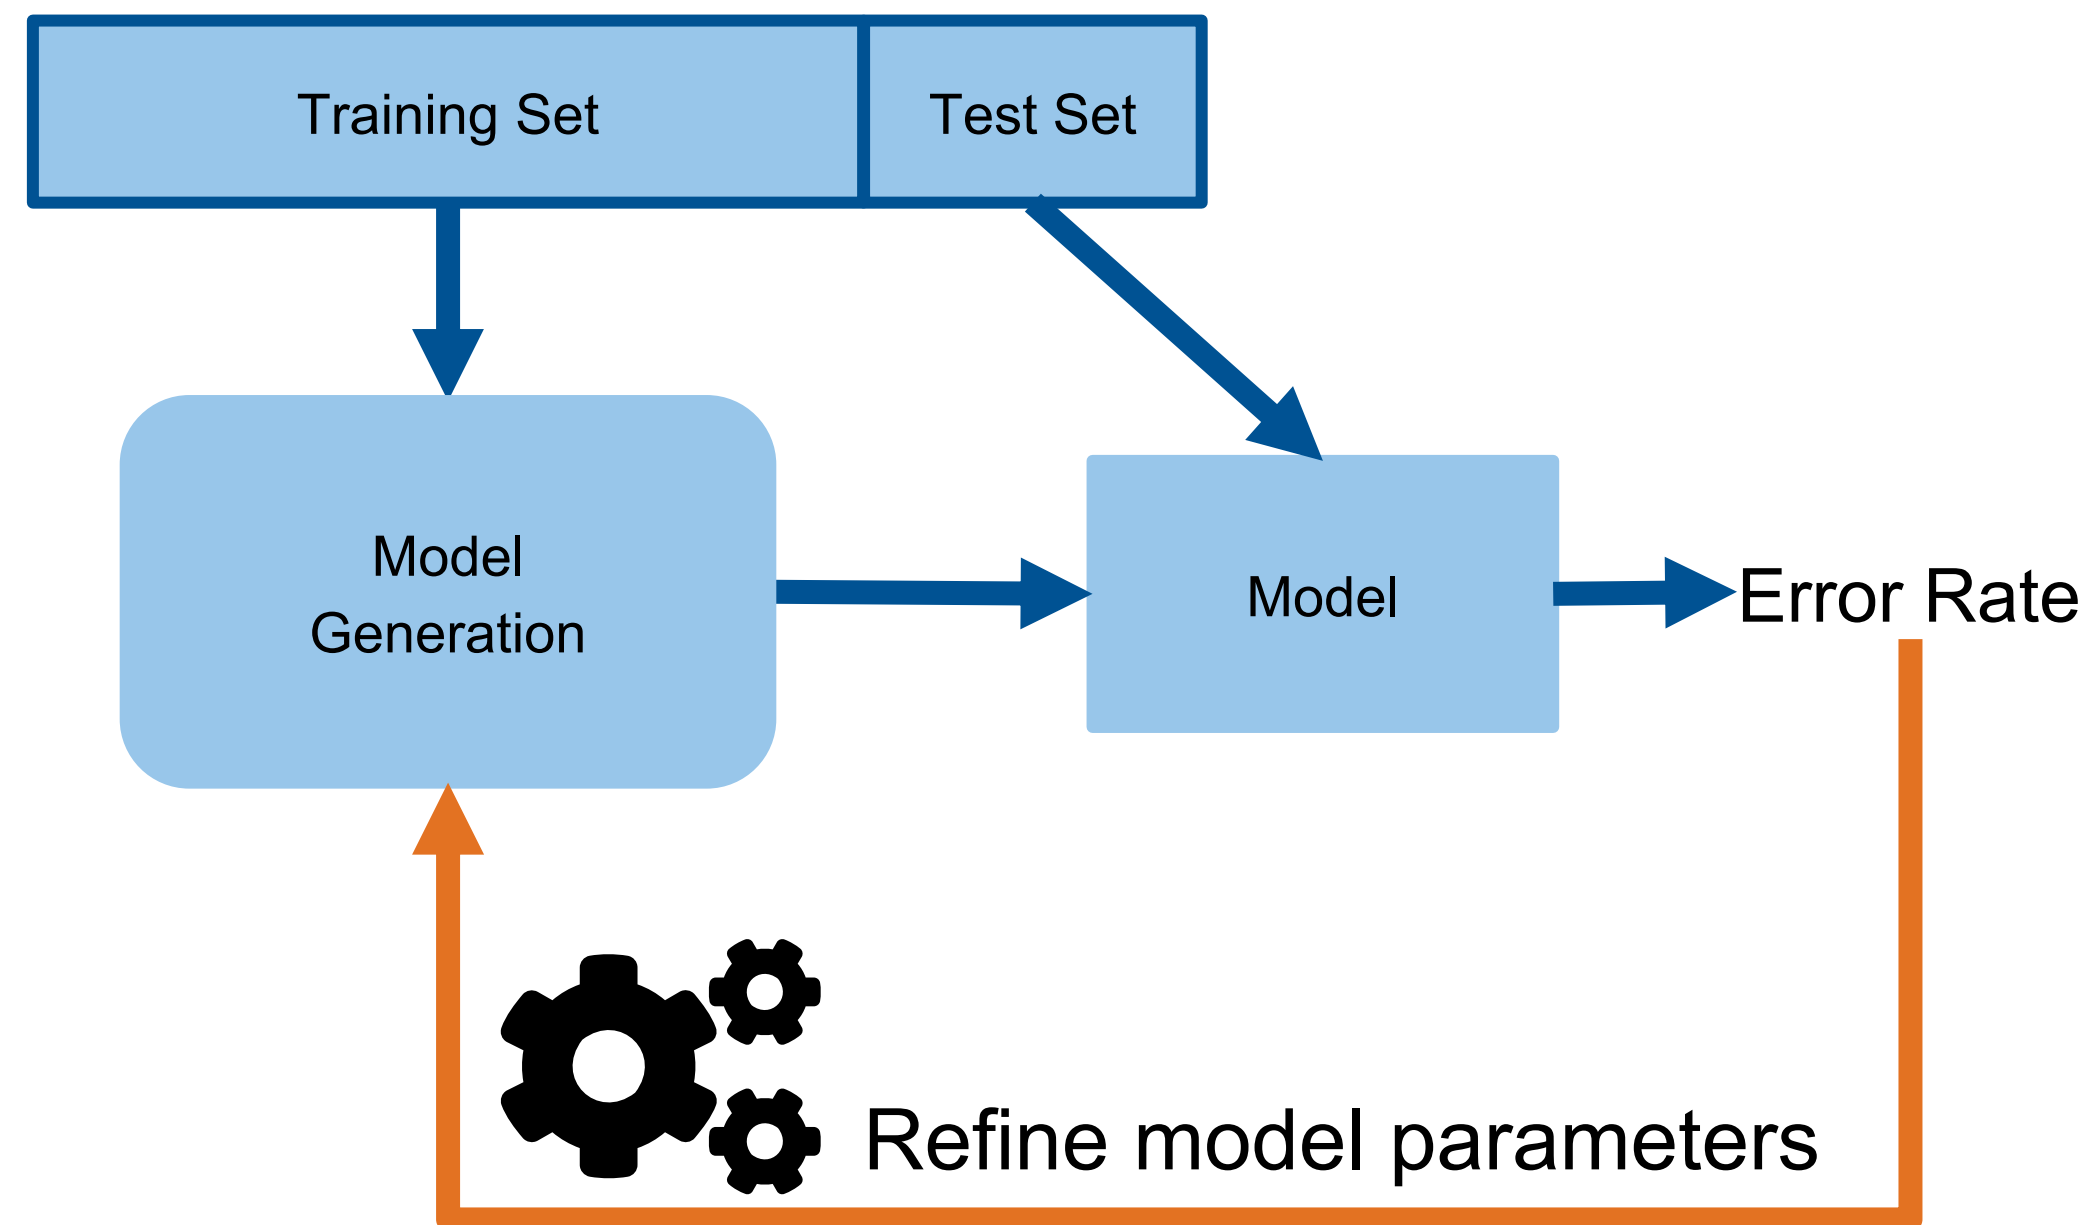 Training Set
Test Set
Model
Generation
Model
Error Rate
Refine model parameters